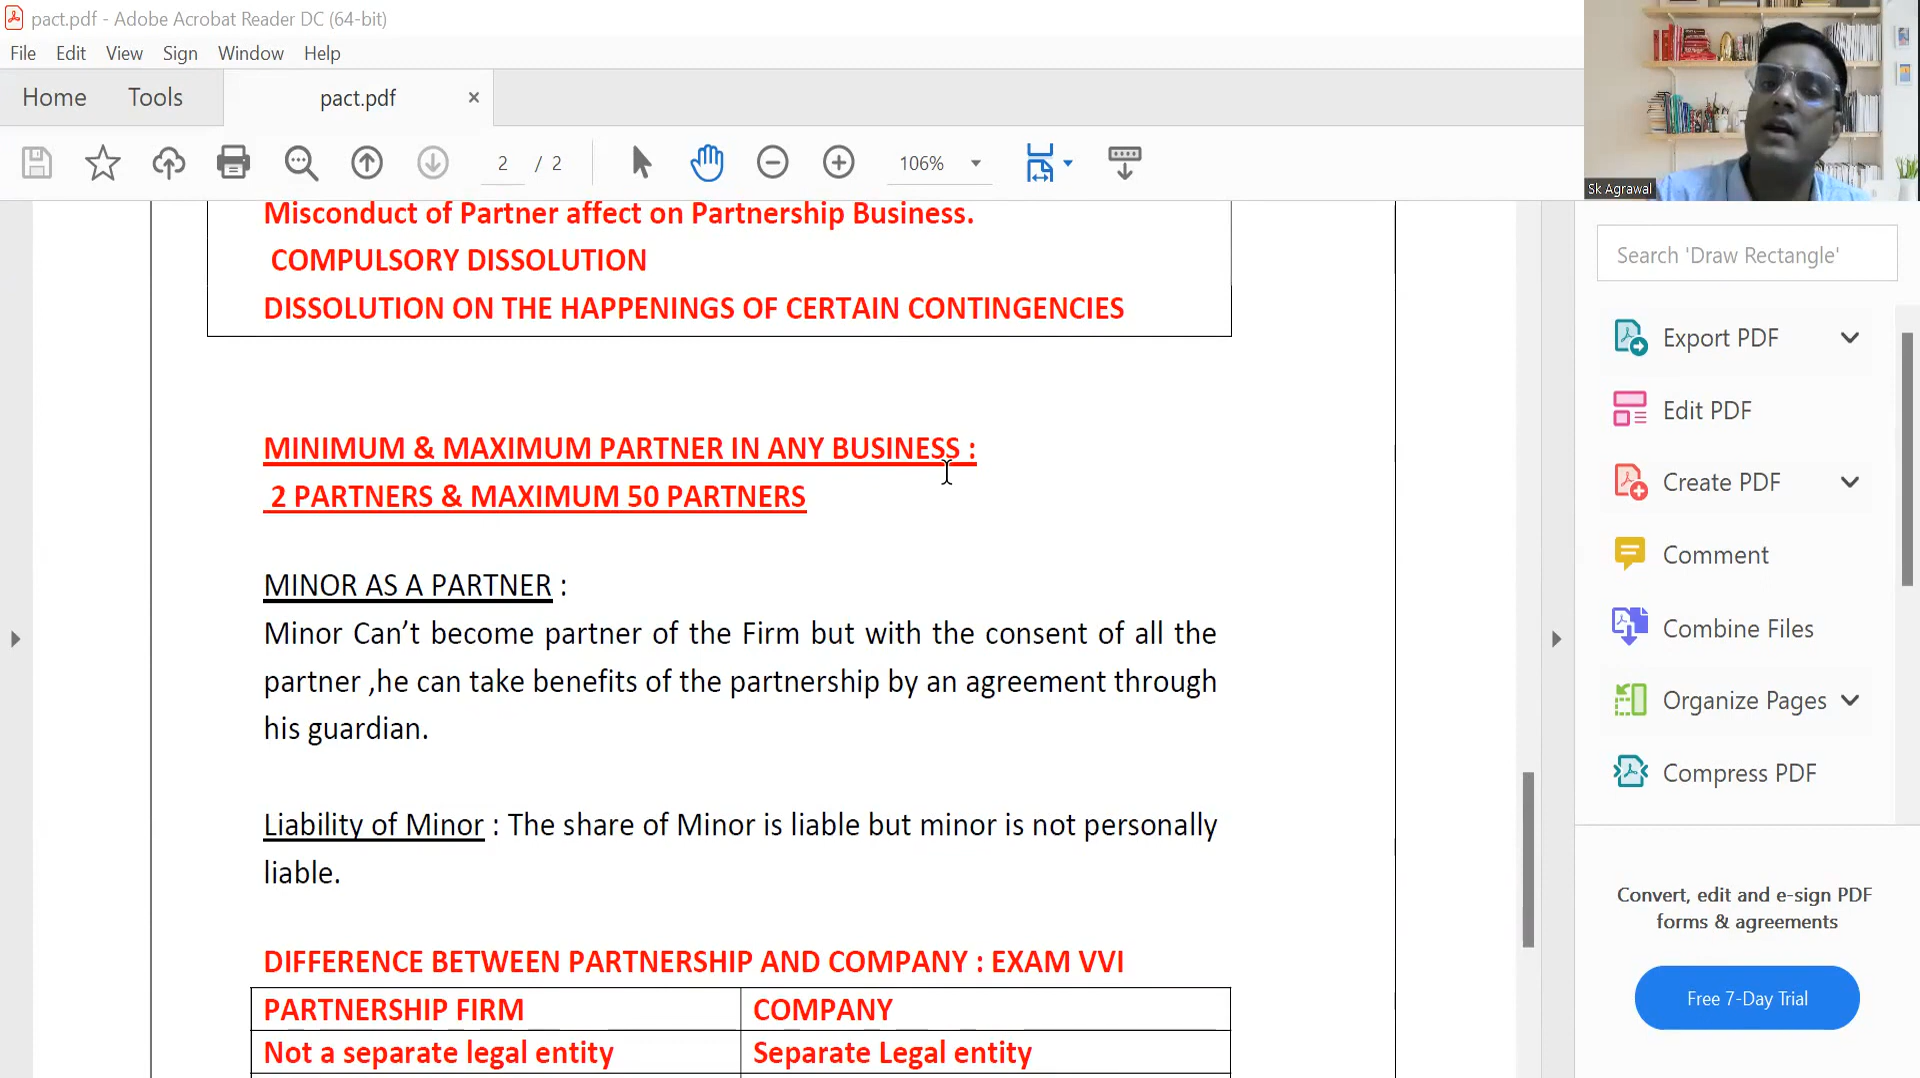 pact.pdf - Adobe Acrobat Reader DC (64-bit)
File Edit View Sign Window Help
Home Tools pact.pdf ×
2 / 2 106%
Sk Agrawal
Misconduct of Partner affect on Partnership Business.
COMPULSORY DISSOLUTION
DISSOLUTION ON THE HAPPENINGS OF CERTAIN CONTINGENCIES
MINIMUM & MAXIMUM PARTNER IN ANY BUSINESS :
2 PARTNERS & MAXIMUM 50 PARTNERS
MINOR AS A PARTNER :
Minor Can’t become partner of the Firm but with the consent of all the
partner ,he can take benefits of the partnership by an agreement through
his guardian.
Liability of Minor : The share of Minor is liable but minor is not personally
liable.
DIFFERENCE BETWEEN PARTNERSHIP AND COMPANY : EXAM VVI
PARTNERSHIP FIRM COMPANY
Not a separate legal entity Separate Legal entity
Search 'Draw Rectangle'
Export PDF
Edit PDF
Create PDF
Comment
Combine Files
Organize Pages
Compress PDF
Convert, edit and e-sign PDF
forms & agreements
Free 7-Day Trial